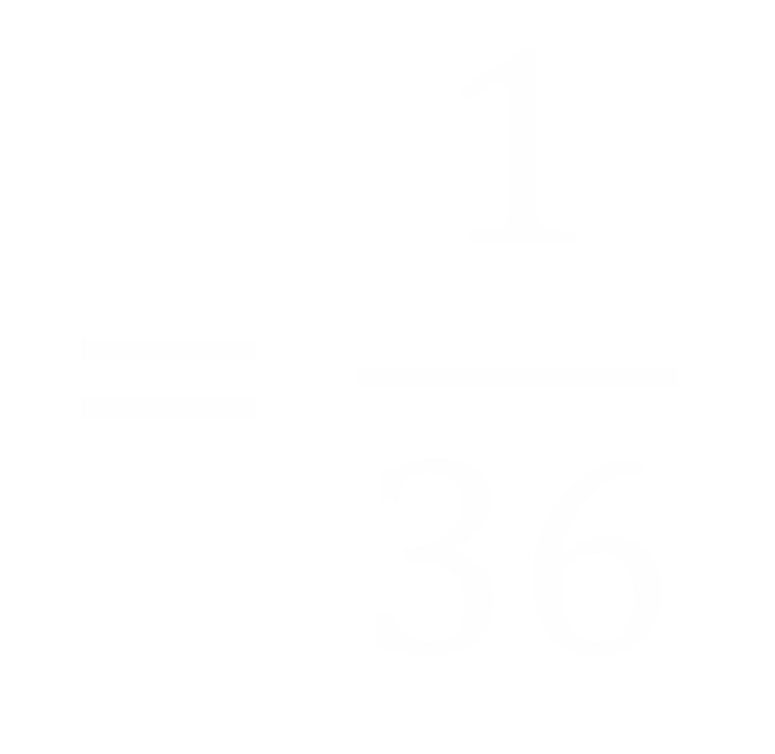 = 1/36